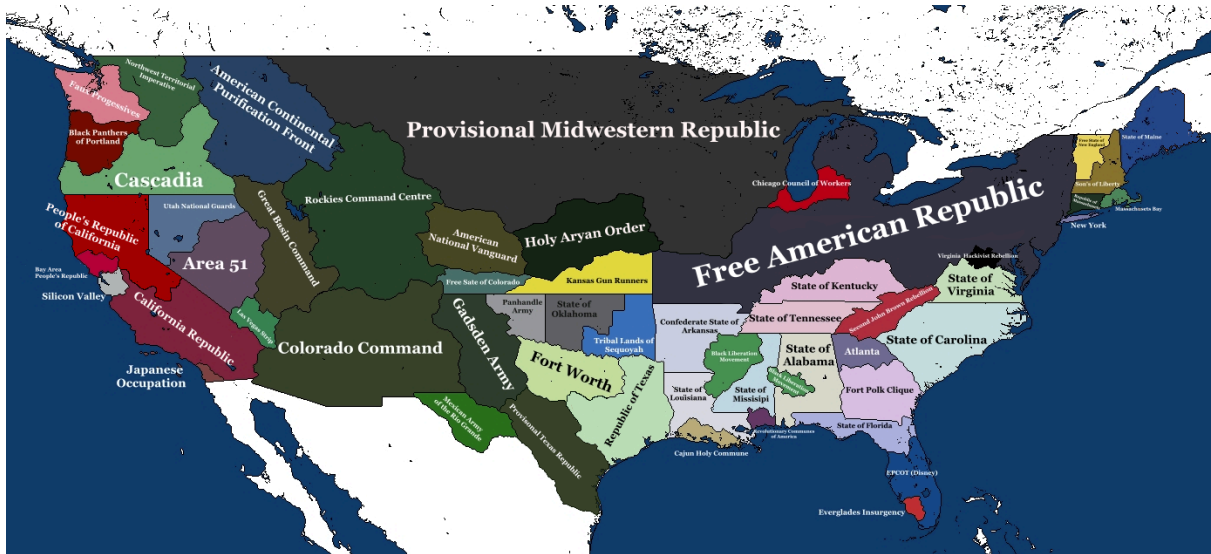 Northwest Territorial
Imperative
American Continental
Purification Front
Faux Progressives
Black Panthers
of Portland
Cascadia
Provisional Midwestern Republic
Rockies Command Centre
Great Basin Command
Utah National Guards
People's Republic
of California
Area 51
Bay Area
People's Republic
Silicon Valley
California Republic
Las Vegas Strip
Japanese
Occupation
Colorado Command
American
National Vanguard
Holy Aryan Order
Free Sate of Colorado
Kansas Gun Runners
Gadsden Army
Panhandle
Army
State of
Oklahoma
Tribal Lands of
Sequoyah
Fort Worth
Republic of Texas
Mexican Army
of the Rio Grande
Provisonal Texas Republic
Chicago Council of Workers
Free American Republic
Free State of
New England
State of Maine
Son's of Liberty
Republic of
Massachusetts Bay
New York
Virginia Hackivist Rebellion
State of
Virginia
State of Kentucky
State of Tennessee
Second John Brown Rebellion
State of Carolina
Confederate State of
Arkansas
Black Liberation
Movement
State of
Alabama
Atlanta
Fort Polk Clique
Black Liberation
Movement
State of
Louisiana
State of
Missisipi
Revolutionary Communes
of America
Cajun Holy Commune
State of Florida
EPCOT (Disney)
Everglades Insurgency